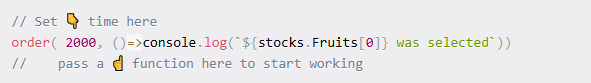 // Set 👇 time here
order( 2000, ()=>console.log(`${stocks.Fruits[0]} was selected`))
//    pass a ☝️ function here to start working